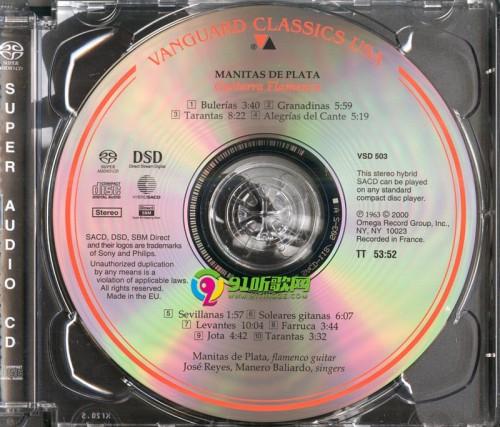 VANGUARD CLASSICS USA
MANITAS DE PLATA
Guitarra Flamenca
1 Bulerías 3:40 2 Granadinas 5:59
3 Tarantas 8:22 4 Alegrías del Cante 5:19
SUPER AUDIO CD
SUPER AUDIO CD
DSD
Direct Stream Digital
VSD 503
This stereo hybrid
SACD can be played
on any standard
compact disc player.
COMPACT
disc
DIGITAL AUDIO
HYBRID SACD
Stereo
SBM
SACD, DSD, SBM Direct
and their logos are trademarks
of Sony and Philips.
Unauthorized duplication
by any means is a
violation of applicable laws.
All rights reserved.
Made in the EU.
℗ 1963 © 2000
Omega Record Group, Inc.,
NY, NY 10023
Recorded in France.
TT 53:52
91听歌网
5 Sevillanas 1:57 6 Soleares gitanas 6:07
7 Levantes 10:04 8 Farruca 3:44
9 Jota 4:42 10 Tarantas 3:32
Manitas de Plata, flamenco guitar
José Reyes, Manero Baliardo, singers